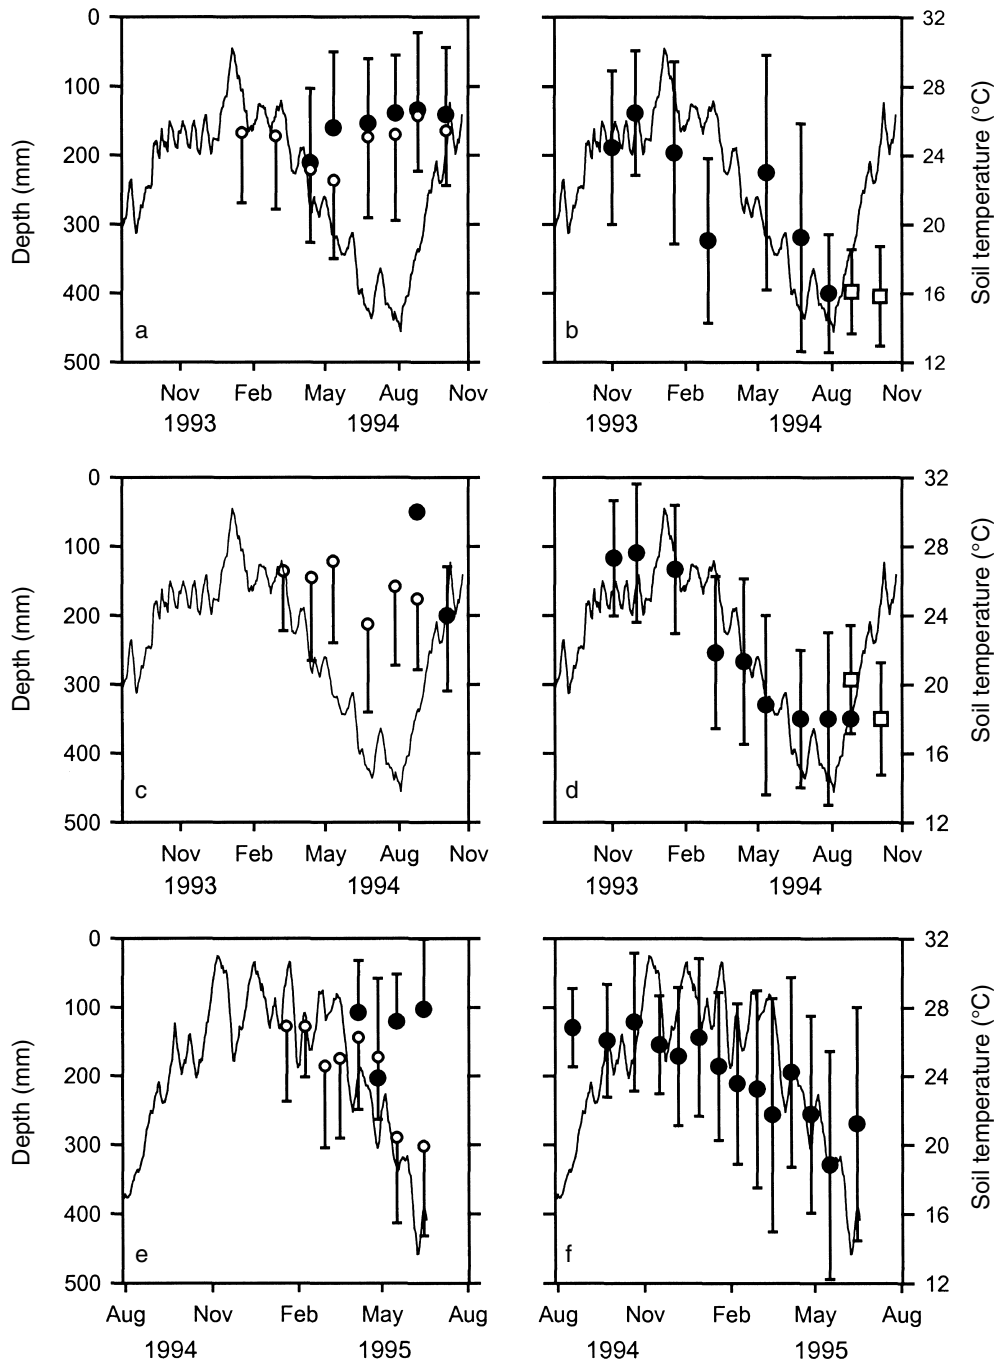 0
100
200
300
400
500
Depth (mm)
a
Nov Feb May Aug Nov
1993 1994
32
28
24
20
16
12
Soil temperature (°C)
b
Nov Feb May Aug Nov
1993 1994
0
100
200
300
400
500
Depth (mm)
c
Nov Feb May Aug Nov
1993 1994
32
28
24
20
16
12
Soil temperature (°C)
d
Nov Feb May Aug Nov
1993 1994
0
100
200
300
400
500
Depth (mm)
e
Aug Nov Feb May Aug
1994 1995
32
28
24
20
16
12
Soil temperature (°C)
f
Aug Nov Feb May Aug
1994 1995